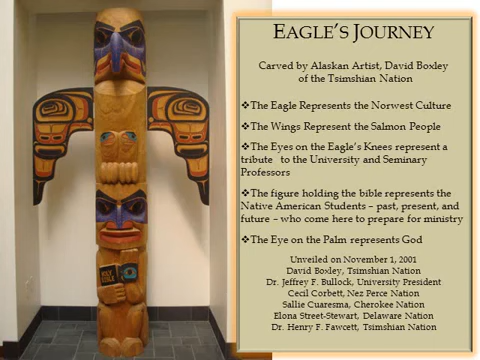 EAGLE'S JOURNEY
Carved by Alaskan Artist, David Boxley
of the Tsimshian Nation
❖The Eagle Represents the Norwest Culture
❖The Wings Represent the Salmon People
❖The Eyes on the Eagle's Knees represent a
tribute to the University and Seminary
Professors
❖The figure holding the bible represents the
Native American Students – past, present, and
future – who come here to prepare for ministry
❖The Eye on the Palm represents God
Unveiled on November 1, 2001
David Boxley, Tsimshian Nation
Dr. Jeffrey F. Bullock, University President
Cecil Corbett, Nez Perce Nation
Sallie Cuaresma, Cherokee Nation
Elona Street-Stewart, Delaware Nation
Dr. Henry F. Fawcett, Tsimshian Nation
HOLY
BIBLE